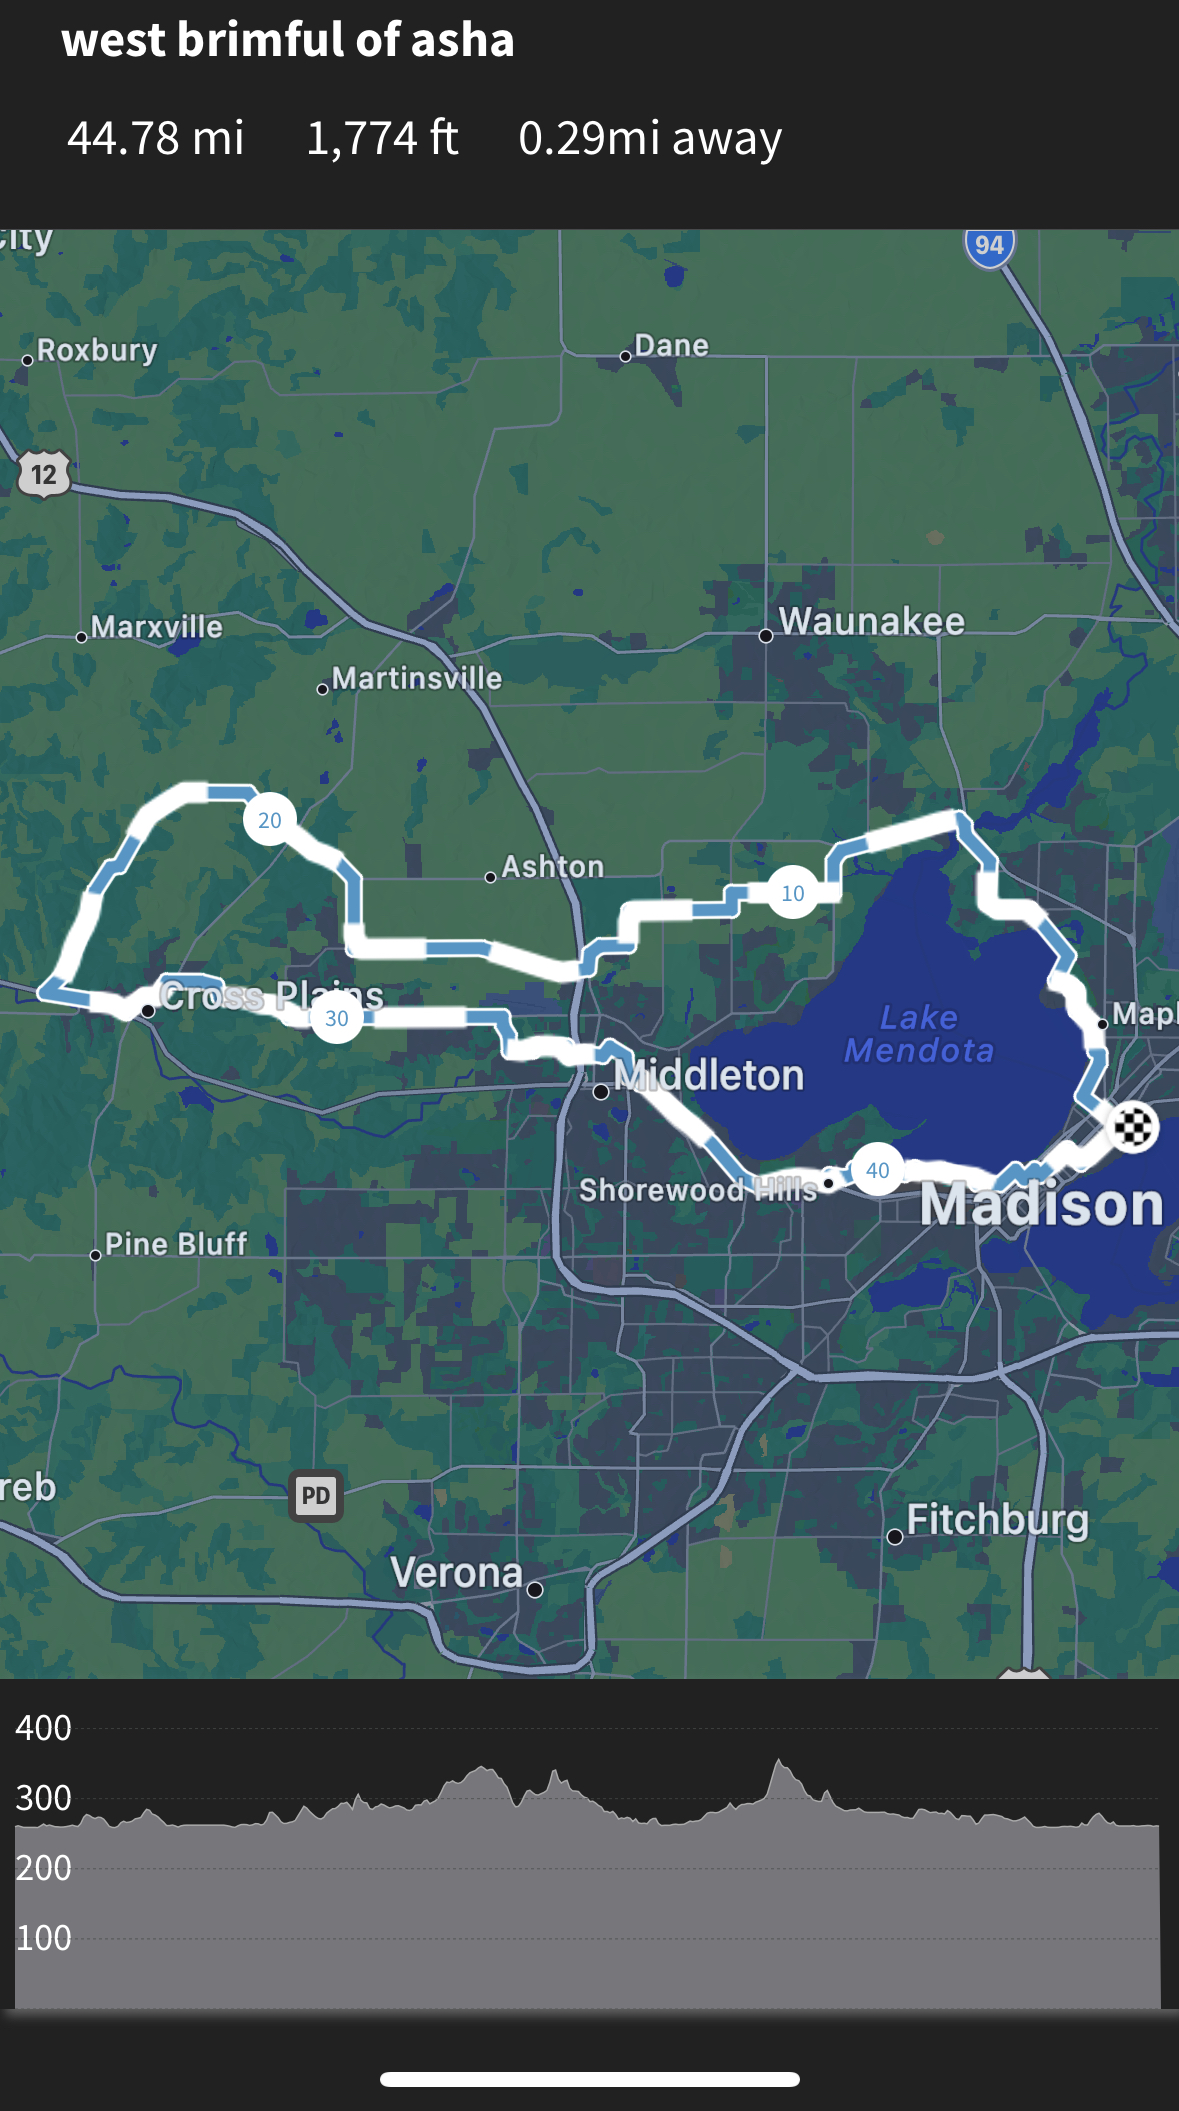 west brimful of asha
44.78 mi 1,774 ft 0.29mi away
City
94
Roxbury
Dane
12
Waunakee
Marxville
Martinsville
20
Ashton
10
Cross Plains
30
Lake
Mendota
Mapl
Middleton
40
Shorewood Hills
Madison
Pine Bluff
reb
PD
Fitchburg
Verona
400
300
200
100